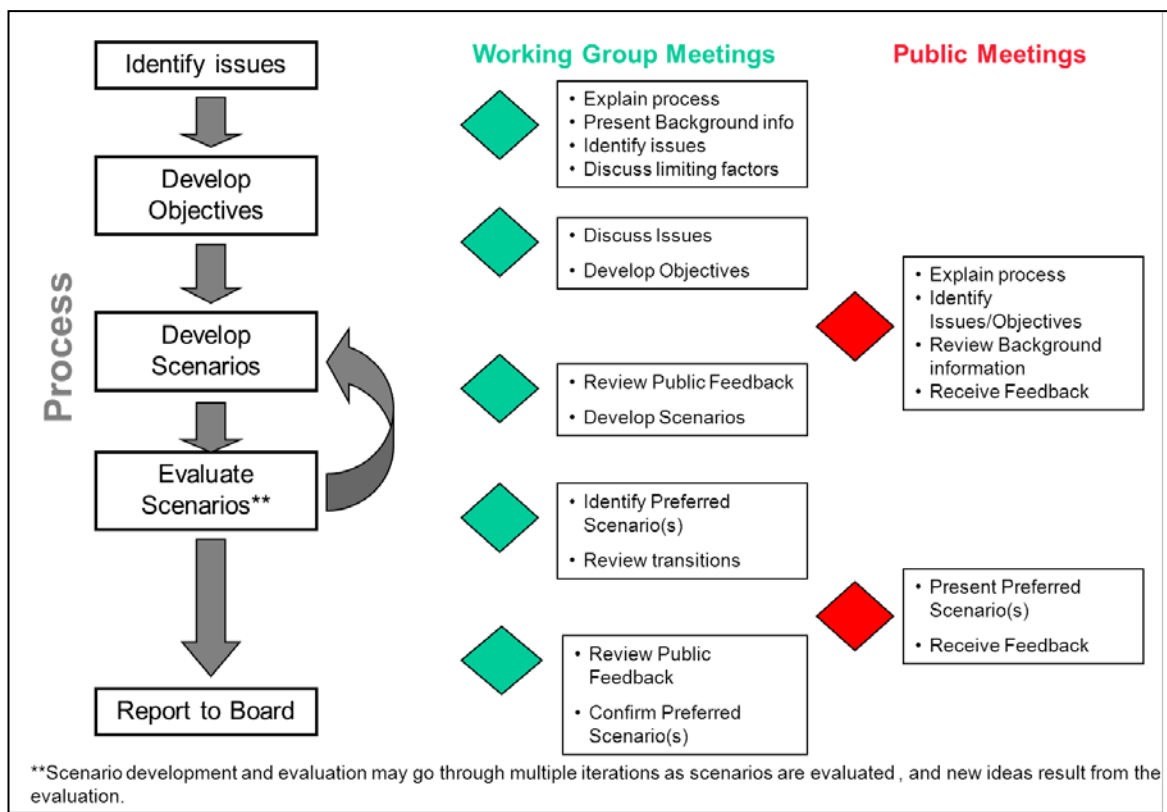 Process
Identify issues
Develop
Objectives
Develop
Scenarios
Evaluate
Scenarios**
Report to Board
Working Group Meetings
• Explain process
• Present Background info
• Identify issues
• Discuss limiting factors
• Discuss Issues
• Develop Objectives
• Review Public Feedback
• Develop Scenarios
• Identify Preferred
Scenario(s)
• Review transitions
• Review Public
Feedback
• Confirm Preferred
Scenario(s)
Public Meetings
• Explain process
• Identify
Issues/Objectives
• Review Background
information
• Receive Feedback
• Present Preferred
Scenario(s)
• Receive Feedback
**Scenario development and evaluation may go through multiple iterations as scenarios are evaluated , and new ideas result from the
evaluation.